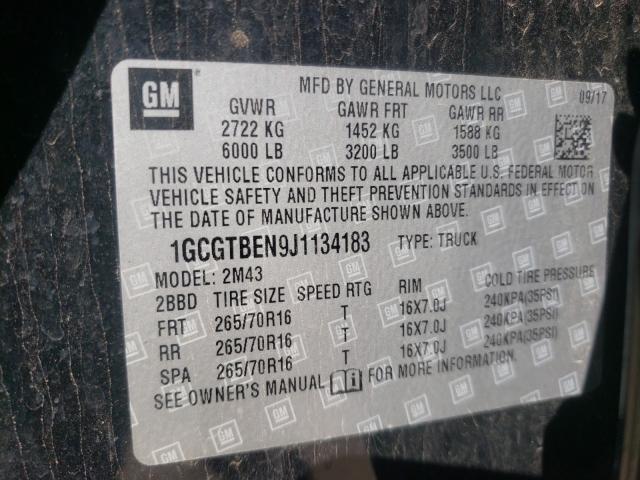 GM
MFD BY GENERAL MOTORS LLC 09/17
GVWR GAWR FRT GAWR RR
2722 KG 1452 KG 1588 KG
6000 LB 3200 LB 3500 LB
THIS VEHICLE CONFORMS TO ALL APPLICABLE U.S. FEDERAL MOTOR
VEHICLE SAFETY AND THEFT PREVENTION STANDARDS IN EFFECT ON
THE DATE OF MANUFACTURE SHOWN ABOVE.
1GCGTBEN9J1134183 TYPE: TRUCK
MODEL: 2M43
2BBD TIRE SIZE SPEED RTG RIM COLD TIRE PRESSURE
FRT 265/70R16 T 16X7.0J 240KPA(35PSI)
RR 265/70R16 T 16X7.0J 240KPA(35PSI)
SPA 265/70R16 T 16X7.0J 240KPA(35PSI)
SEE OWNER'S MANUAL FOR MORE INFORMATION.